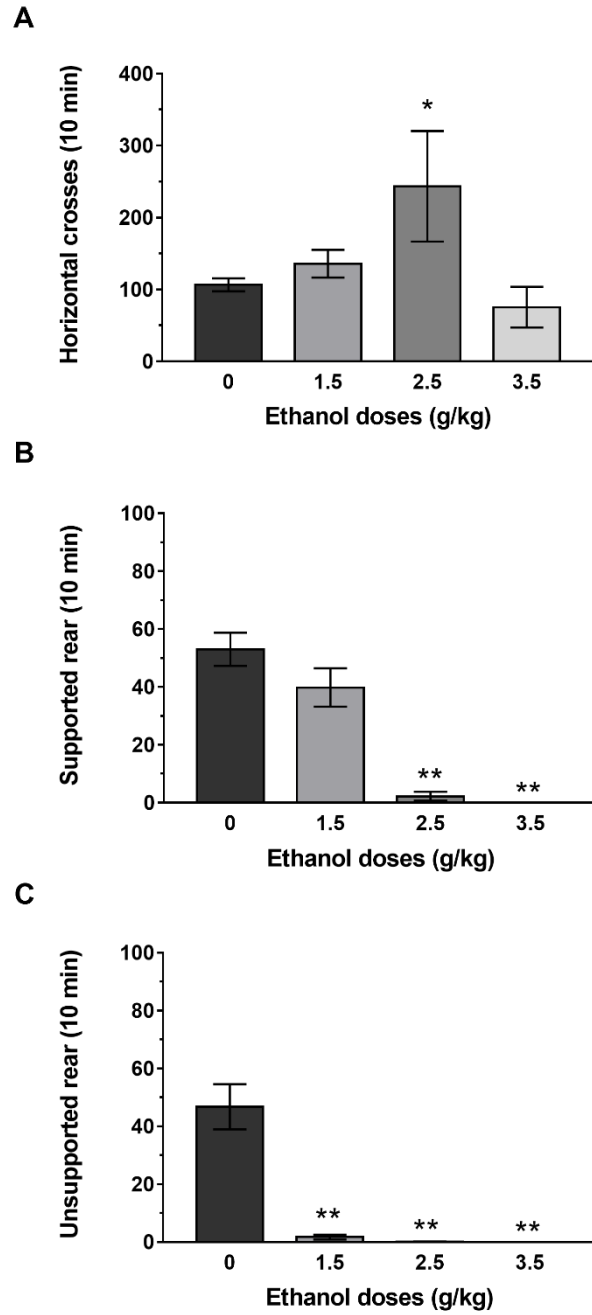 A
Horizontal crosses (10 min)
400
300
200
100
0
*
0 1.5 2.5 3.5
Ethanol doses (g/kg)
B
Supported rear (10 min)
100
80
60
40
20
0
** **
0 1.5 2.5 3.5
Ethanol doses (g/kg)
C
Unsupported rear (10 min)
100
80
60
40
20
0
** ** **
0 1.5 2.5 3.5
Ethanol doses (g/kg)